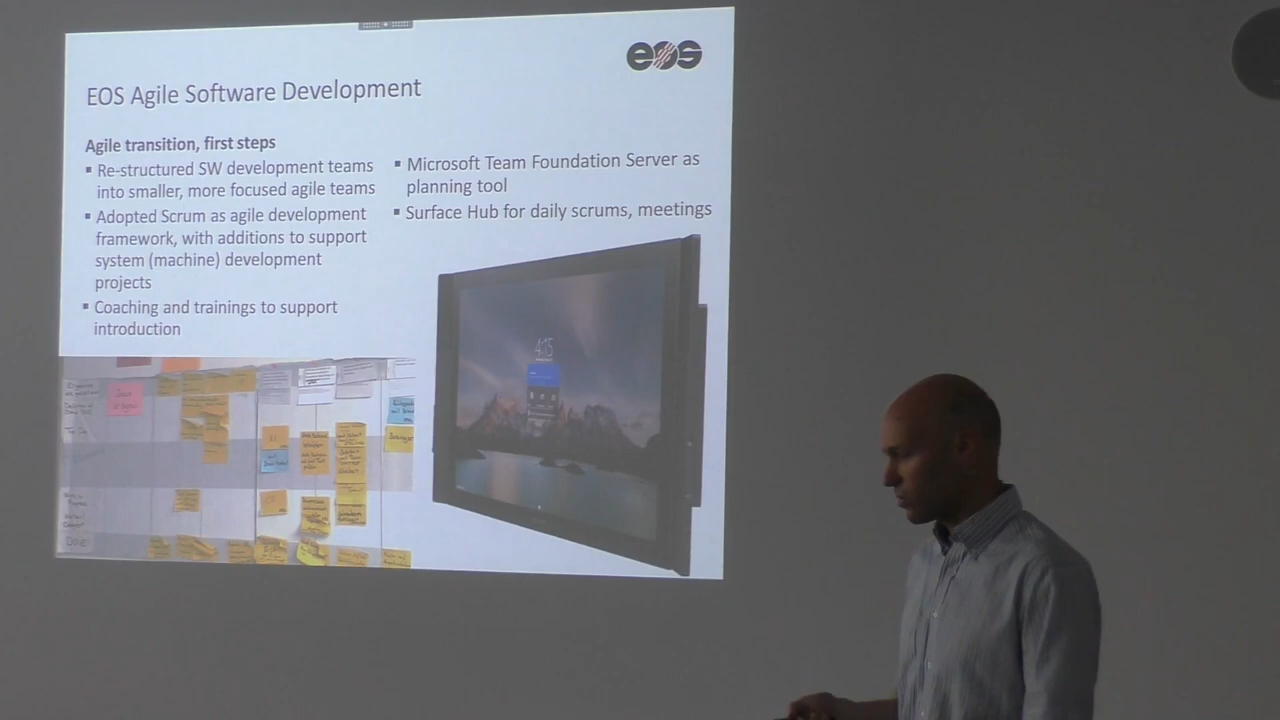 eos
EOS Agile Software Development
Agile transition, first steps
▪ Re-structured SW development teams
into smaller, more focused agile teams
▪ Adopted Scrum as agile development
framework, with additions to support
system (machine) development
projects
▪ Coaching and trainings to support
introduction
▪ Microsoft Team Foundation Server as
planning tool
▪ Surface Hub for daily scrums, meetings
4:15
DONE